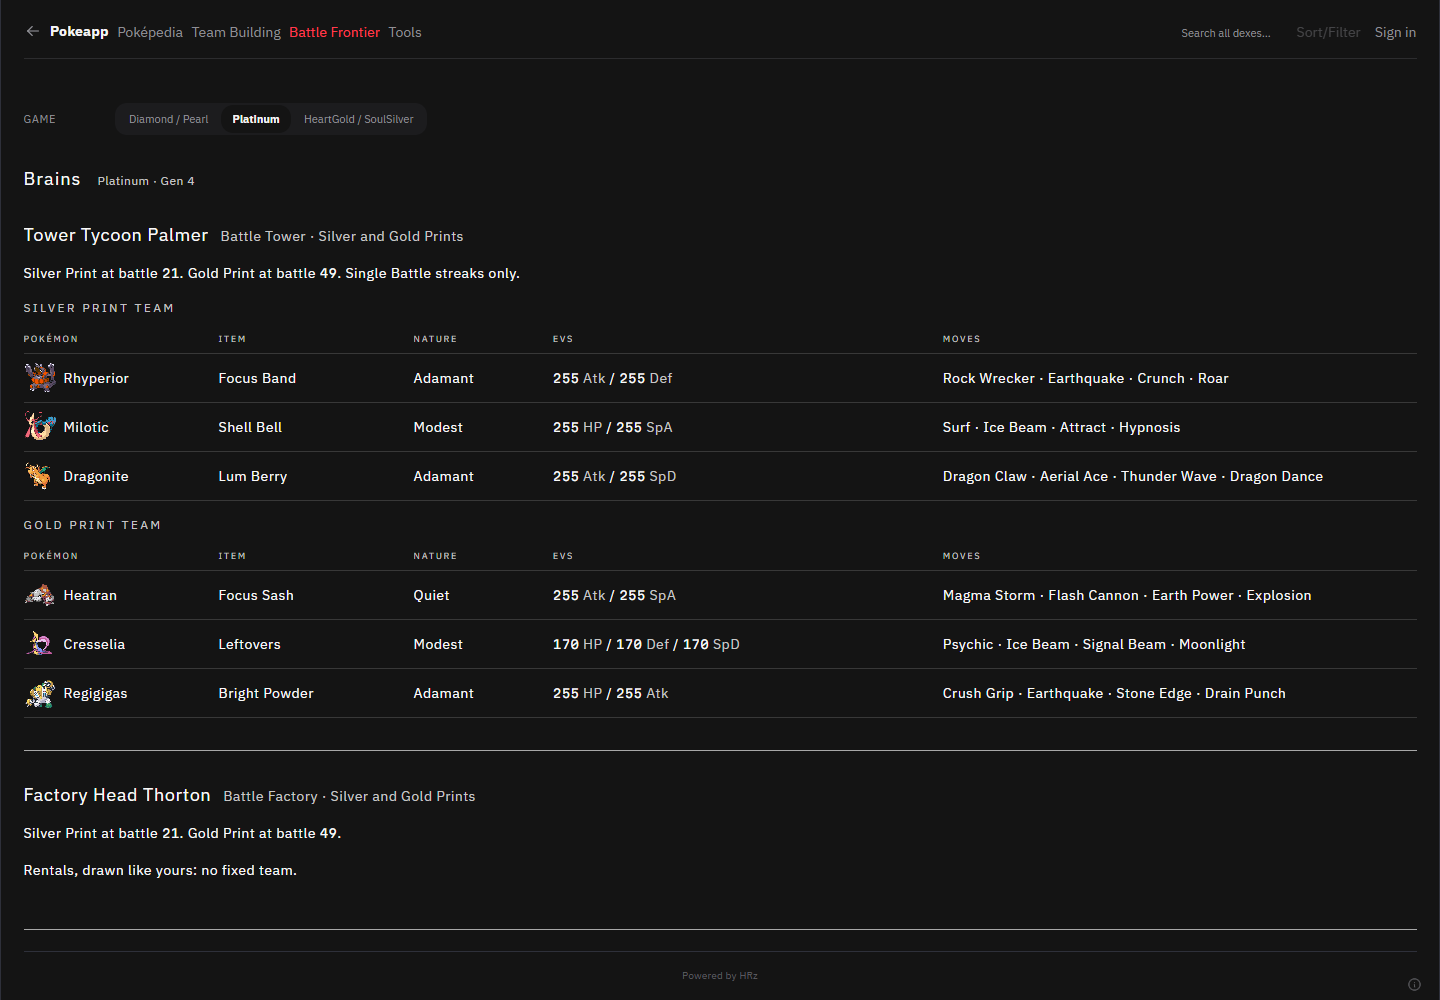 ← Pokeapp Poképedia Team Building Battle Frontier Tools Search all dexes... Sort/Filter Sign in
GAME Diamond / Pearl Platinum HeartGold / SoulSilver
Brains Platinum · Gen 4
Tower Tycoon Palmer Battle Tower · Silver and Gold Prints
Silver Print at battle 21. Gold Print at battle 49. Single Battle streaks only.
SILVER PRINT TEAM
POKÉMON ITEM NATURE EVS MOVES
Rhyperior Focus Band Adamant 255 Atk / 255 Def Rock Wrecker · Earthquake · Crunch · Roar
Milotic Shell Bell Modest 255 HP / 255 SpA Surf · Ice Beam · Attract · Hypnosis
Dragonite Lum Berry Adamant 255 Atk / 255 SpD Dragon Claw · Aerial Ace · Thunder Wave · Dragon Dance
GOLD PRINT TEAM
POKÉMON ITEM NATURE EVS MOVES
Heatran Focus Sash Quiet 255 Atk / 255 SpA Magma Storm · Flash Cannon · Earth Power · Explosion
Cresselia Leftovers Modest 170 HP / 170 Def / 170 SpD Psychic · Ice Beam · Signal Beam · Moonlight
Regigigas Bright Powder Adamant 255 HP / 255 Atk Crush Grip · Earthquake · Stone Edge · Drain Punch
Factory Head Thorton Battle Factory · Silver and Gold Prints
Silver Print at battle 21. Gold Print at battle 49.
Rentals, drawn like yours: no fixed team.
Powered by HRz